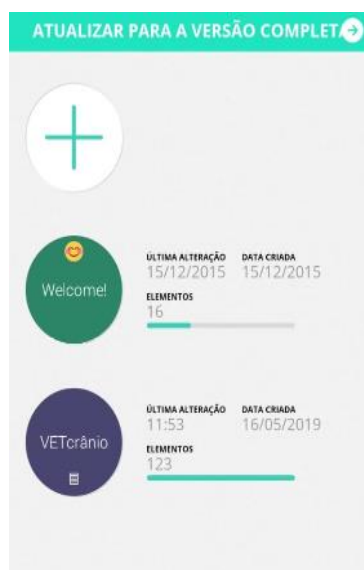 ATUALIZAR PARA A VERSÃO COMPLETA
Welcome!
ÚLTIMA ALTERAÇÃO DATA CRIADA
15/12/2015 15/12/2015
ELEMENTOS
16
VETcrânio
ÚLTIMA ALTERAÇÃO DATA CRIADA
11:53 16/05/2019
ELEMENTOS
123